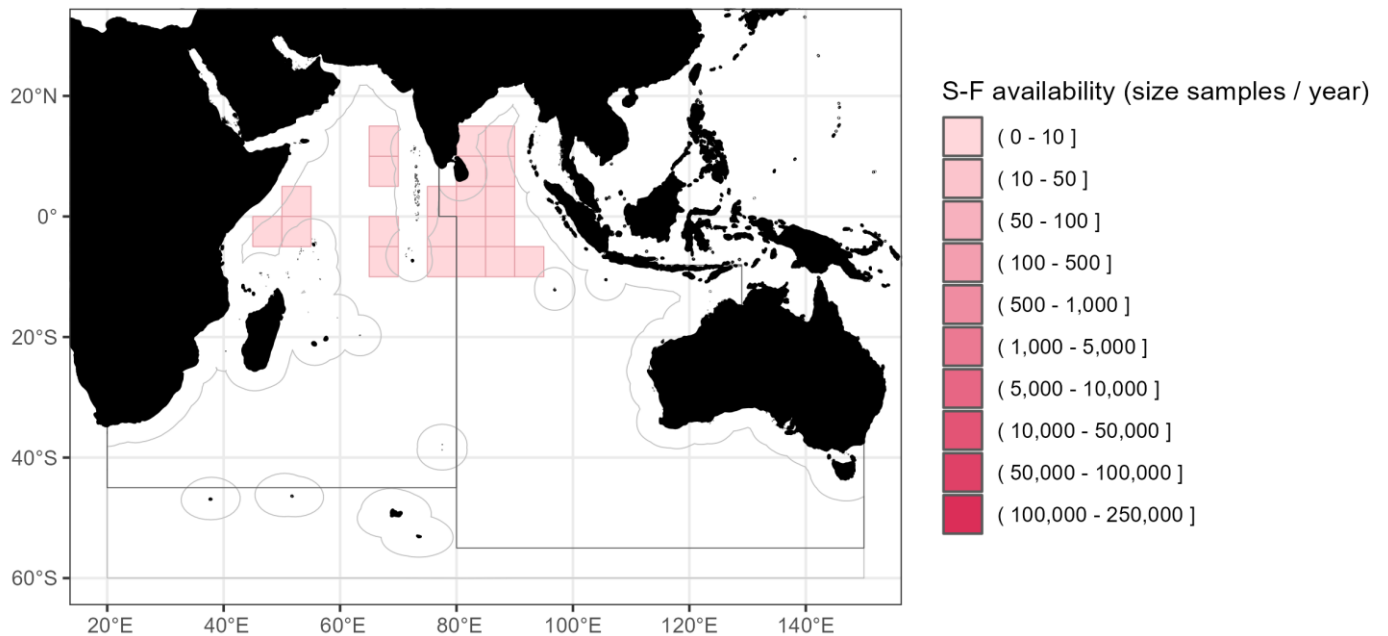 S-F availability (size samples / year)
( 0 - 10 ]
( 10 - 50 ]
( 50 - 100 ]
( 100 - 500 ]
( 500 - 1,000 ]
( 1,000 - 5,000 ]
( 5,000 - 10,000 ]
( 10,000 - 50,000 ]
( 50,000 - 100,000 ]
( 100,000 - 250,000 ]
20°N
0°
20°S
40°S
60°S
20°E 40°E 60°E 80°E 100°E 120°E 140°E